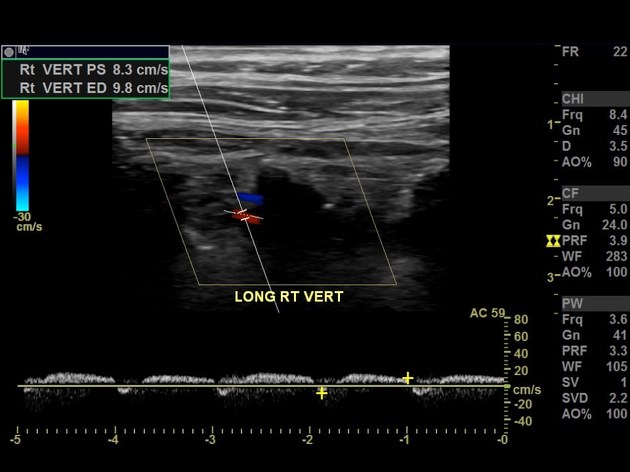 Rt VERT PS 8.3 cm/s
Rt VERT ED 9.8 cm/s
-30
cm/s
1
2
3
LONG RT VERT
FR 22
CHI
Frq 8.4
Gn 45
D 3.5
AO% 90
CF
Frq 5.0
Gn 24.0
PRF 3.9
WF 283
AO% 100
PW
Frq 3.6
Gn 41
PRF 3.3
WF 105
SV 1
SVD 2.2
AO% 100
AC 59
80
60
40
20
cm/s
-20
-40
-5 -4 -3 -2 -1 -0